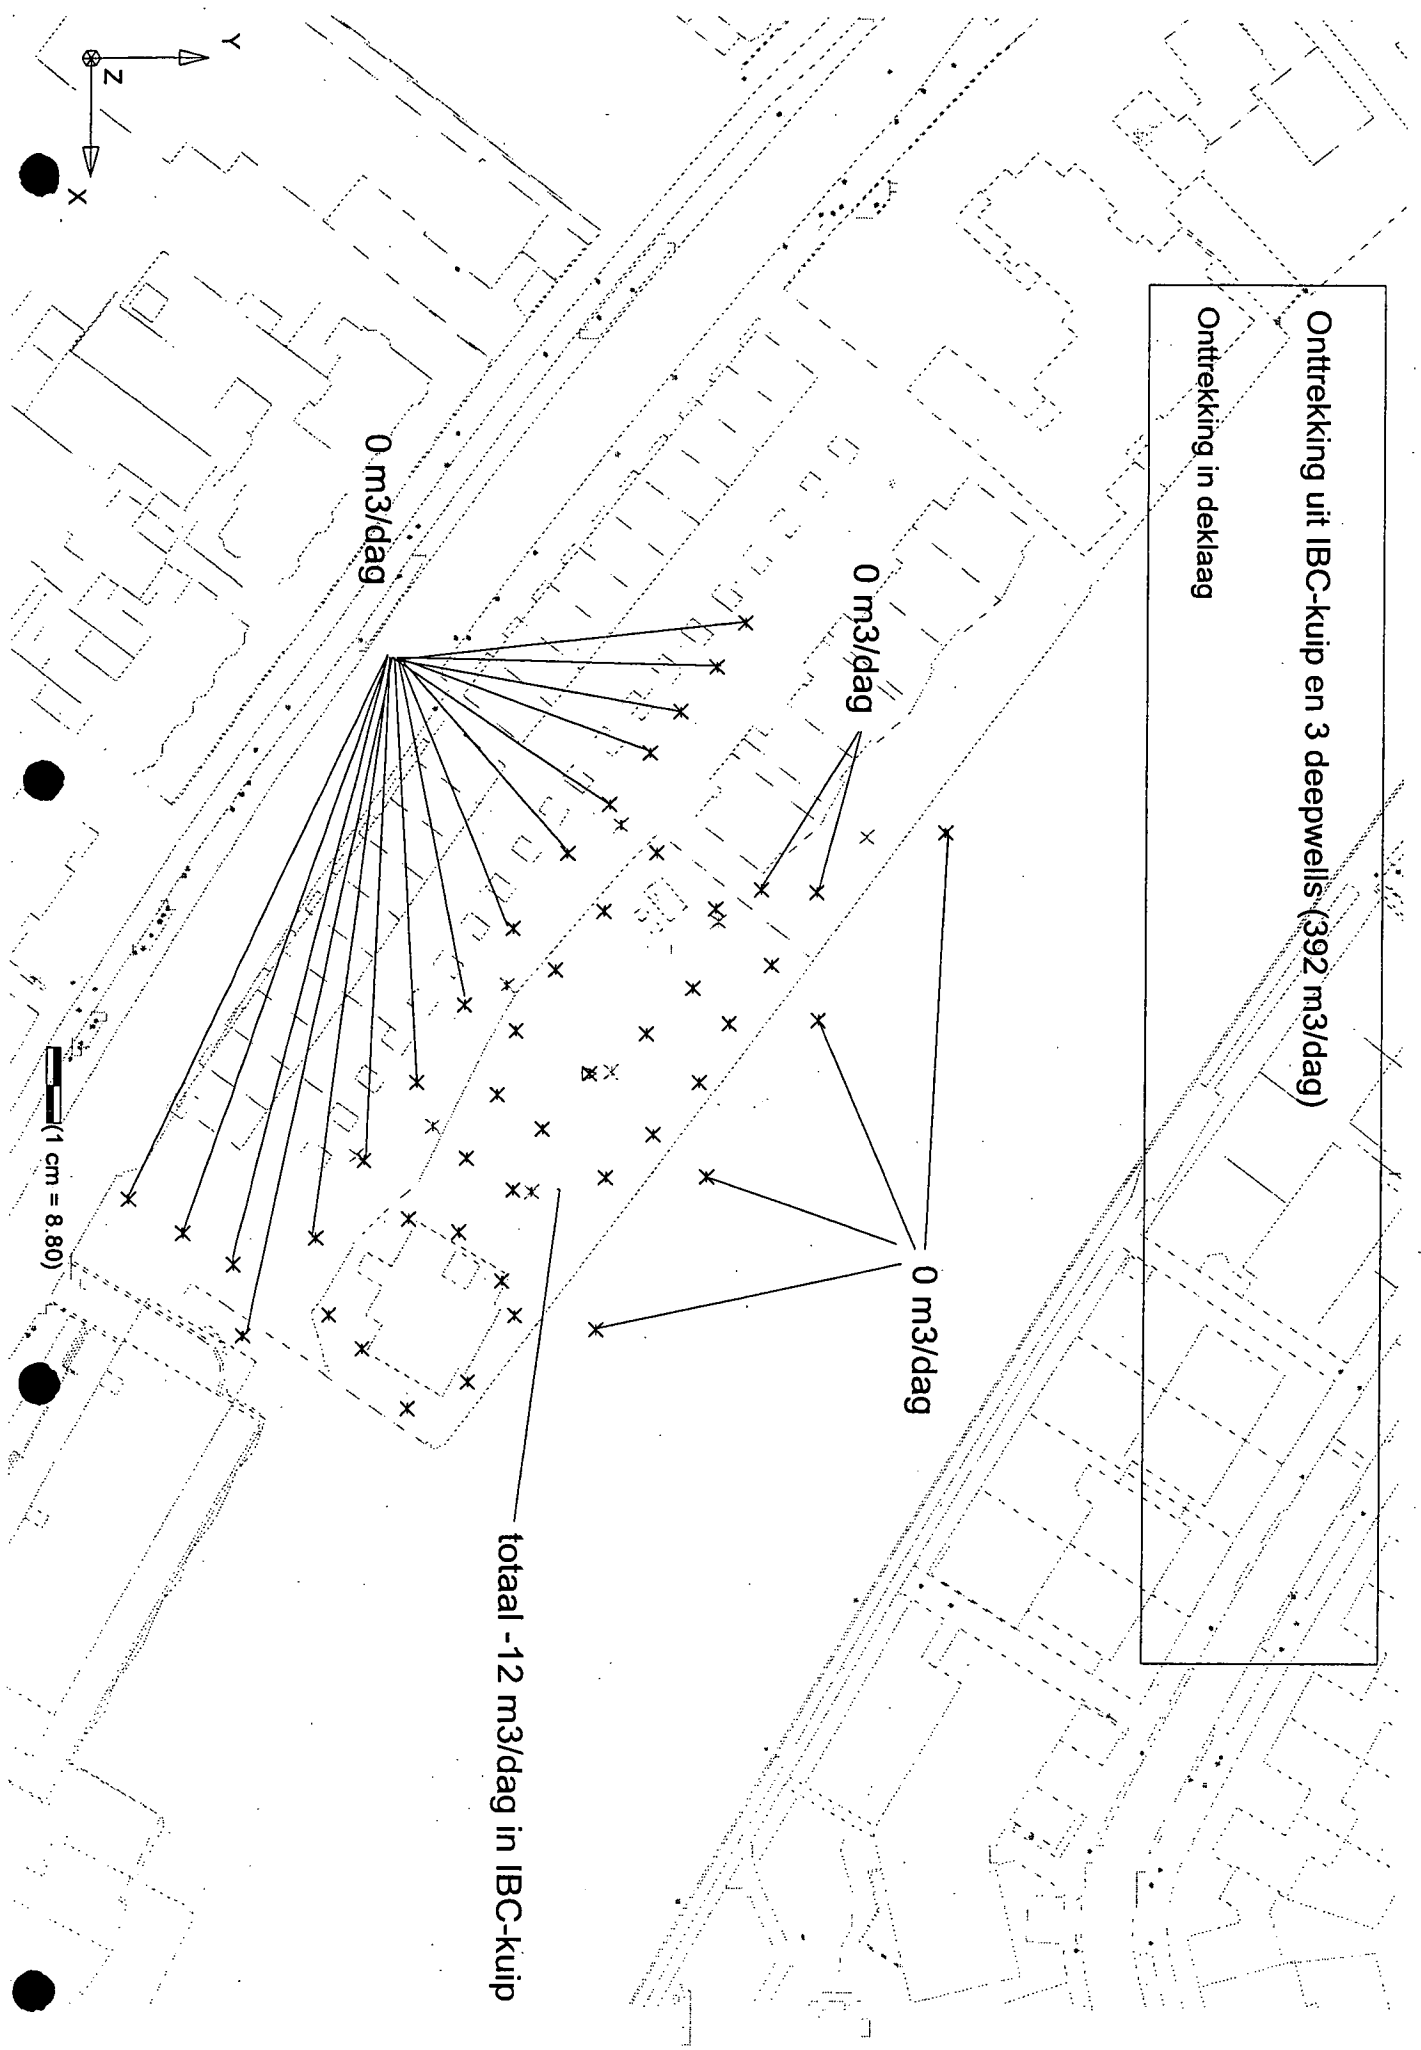 Onttrekking uit IBC-kuip en 3 deepwells (392 m3/dag)
Onttrekking in deklaag
0 m3/dag
0 m3/dag
0 m3/dag
totaal -12 m3/dag in IBC-kuip
(1 cm = 8.80)
Y
Z
X